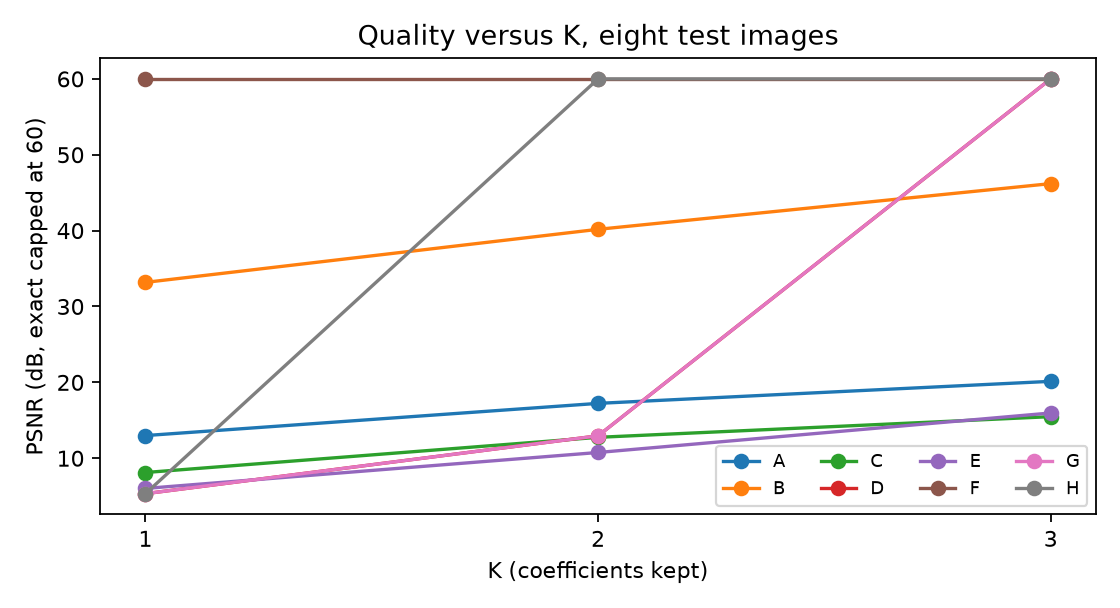 Quality versus K, eight test images
PSNR (dB, exact capped at 60)
60
50
40
30
20
10
1 2 3
K (coefficients kept)
A C E G
B D F H